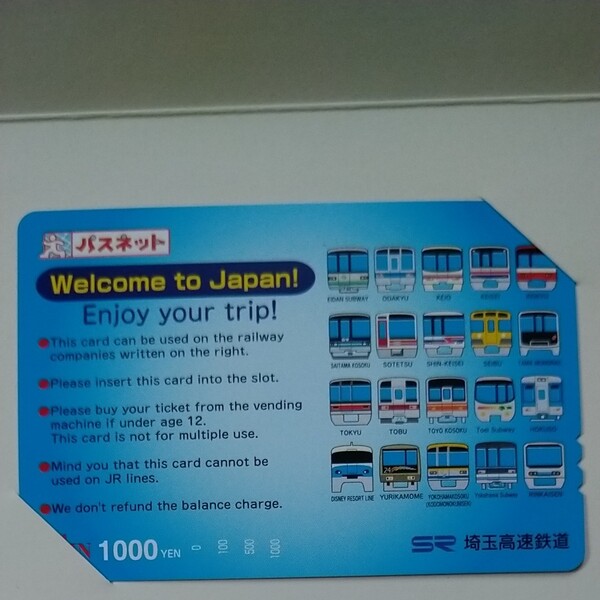 パスネット
Welcome to Japan!
Enjoy your trip!
●This card can be used on the railway
companies written on the right.
●Please insert this card into the slot.
●Please buy your ticket from the vending
machine if under age 12.
This card is not for multiple use.
●Mind you that this card cannot be
used on JR lines.
●We don't refund the balance charge.
1000 YEN 0 100 500 1000
EIDAN SUBWAY ODAKYU KEIO KEISEI
SAITAMA KOSOKU SOTETSU SHIN-KEISEI SEIBU
TOKYU TOBU TOYO KOSOKU Toei Subway HOKUSO
DISNEY RESORT LINE YURIKAMOME YOKOHAMAKOSOKU Yokohama Subway
SR 埼玉高速鉄道